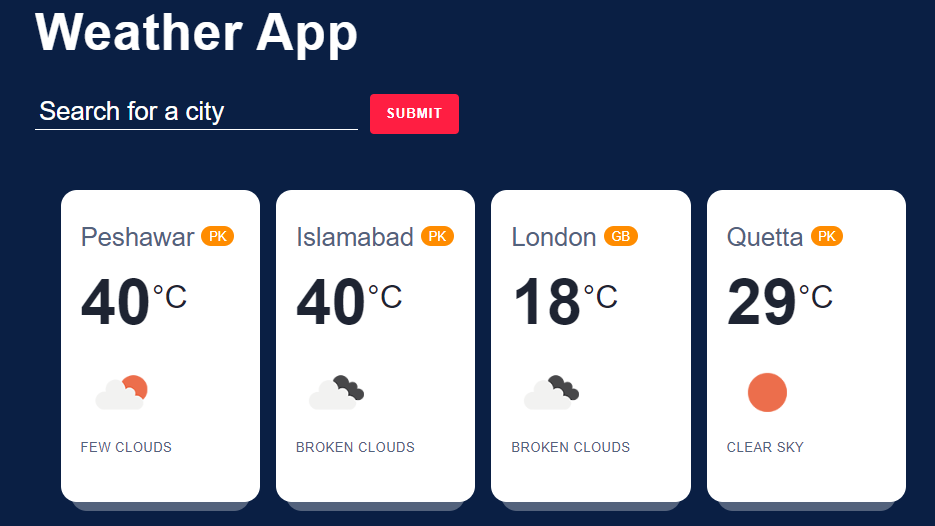 Weather App
Search for a city
SUBMIT
Peshawar PK
40°C
FEW CLOUDS
Islamabad PK
40°C
BROKEN CLOUDS
London GB
18°C
BROKEN CLOUDS
Quetta PK
29°C
CLEAR SKY